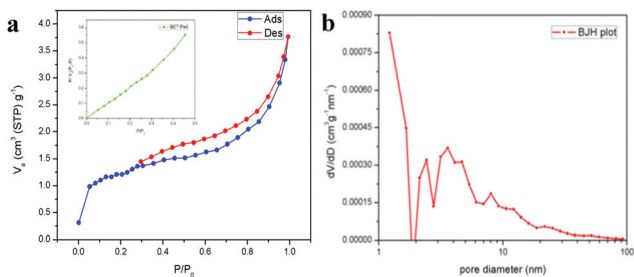 a
Ads
Des
BET Plot
P/P₀
4.0
3.5
3.0
2.5
2.0
1.5
1.0
0.5
0.0
Vₐ (cm³ (STP) g⁻¹)
0.0 0.2 0.4 0.6 0.8 1.0
P/P₀
b
BJH plot
0.00090
0.00075
0.00060
0.00045
0.00030
0.00015
0.00000
dV/dD (cm³g⁻¹nm⁻¹)
1 10 100
pore diameter (nm)